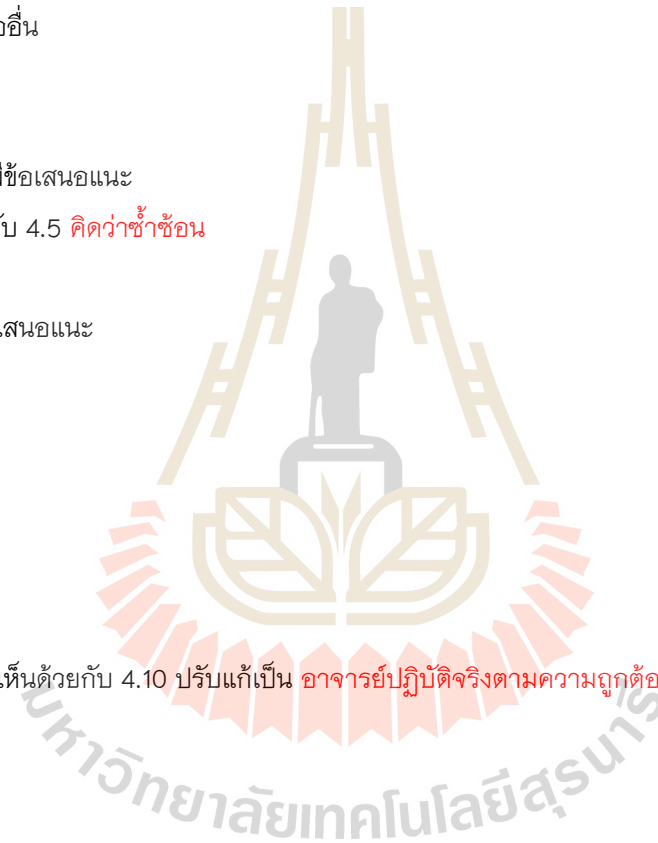 อื่น
ข้อเสนอแนะ
4.5 คิดว่าซ้ำซ้อน
เสนอแนะ
เห็นด้วยกับ 4.10 ปรับแก้เป็น อาจารย์ปฏิบัติจริงตามความถูกต้อ
มหาวิทยาลัยเทคโนโลยีสุรนารี